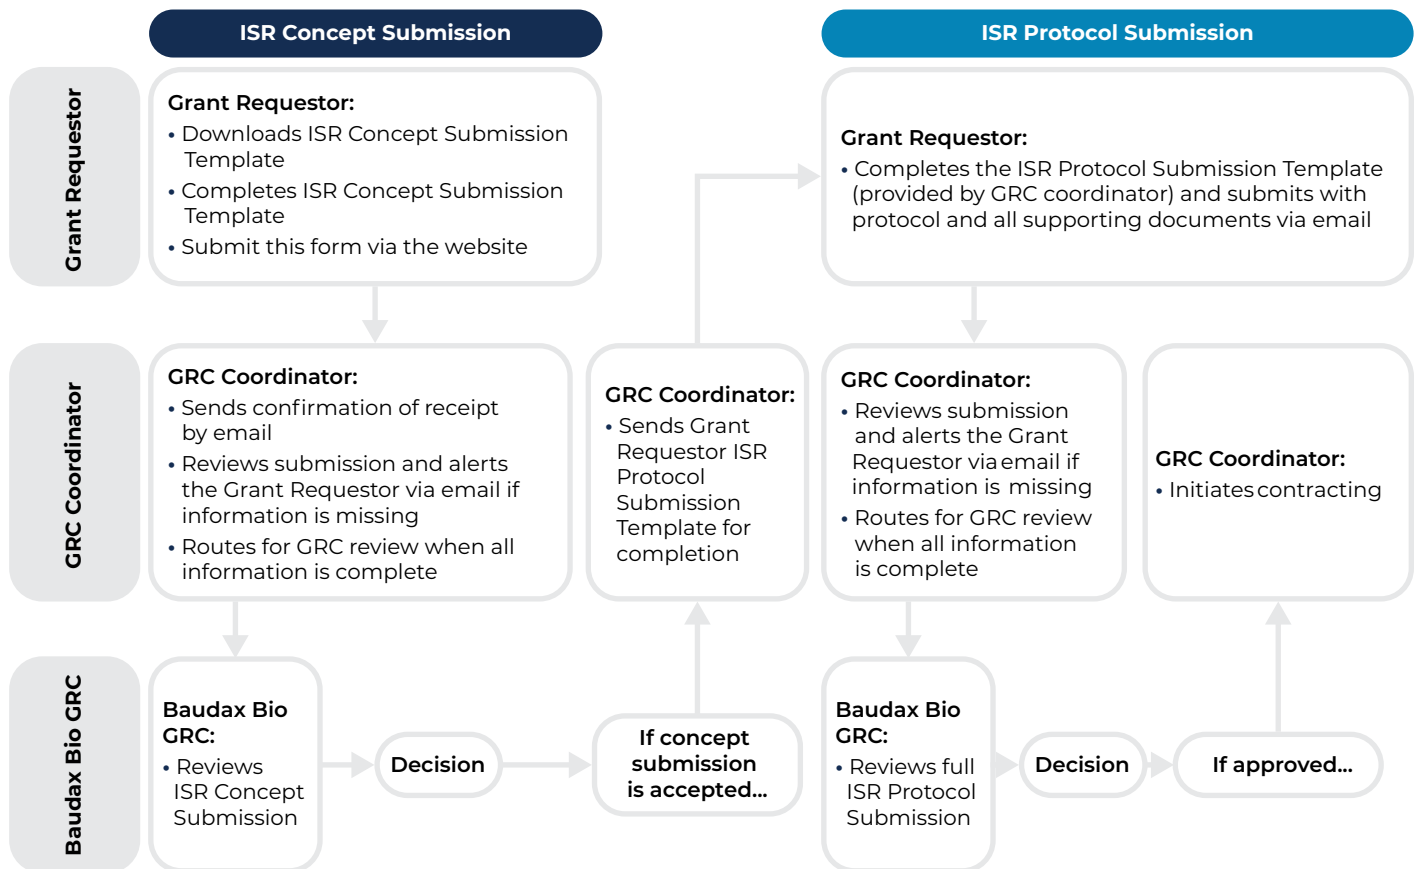 ISR Concept Submission
ISR Protocol Submission
Grant Requestor
Grant Requestor:
• Downloads ISR Concept Submission
Template
• Completes ISR Concept Submission
Template
• Submit this form via the website
Grant Requestor:
• Completes the ISR Protocol Submission Template
(provided by GRC coordinator) and submits with
protocol and all supporting documents via email
GRC Coordinator
GRC Coordinator:
• Sends confirmation of receipt
by email
• Reviews submission and alerts
the Grant Requestor via email if
information is missing
• Routes for GRC review when all
information is complete
GRC Coordinator:
• Sends Grant
Requestor ISR
Protocol
Submission
Template for
completion
GRC Coordinator:
• Reviews submission
and alerts the Grant
Requestor via email if
information is missing
• Routes for GRC review
when all information
is complete
GRC Coordinator:
• Initiates contracting
Baudax Bio GRC
Baudax Bio
GRC:
• Reviews
ISR Concept
Submission
Decision
If concept
submission
is accepted...
Baudax Bio
GRC:
• Reviews full
ISR Protocol
Submission
Decision
If approved...